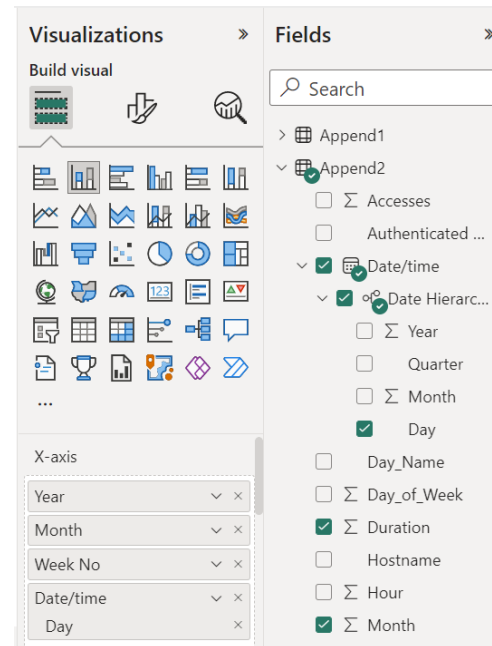 Visualizations
»
Build visual
123
...
X-axis
Year
Month
Week No
Date/time
Day
Fields
»
Search
Append1
Append2
Σ Accesses
Authenticated ...
Date/time
Date Hierarc...
Σ Year
Quarter
Σ Month
Day
Day_Name
Σ Day_of_Week
Σ Duration
Hostname
Σ Hour
Σ Month